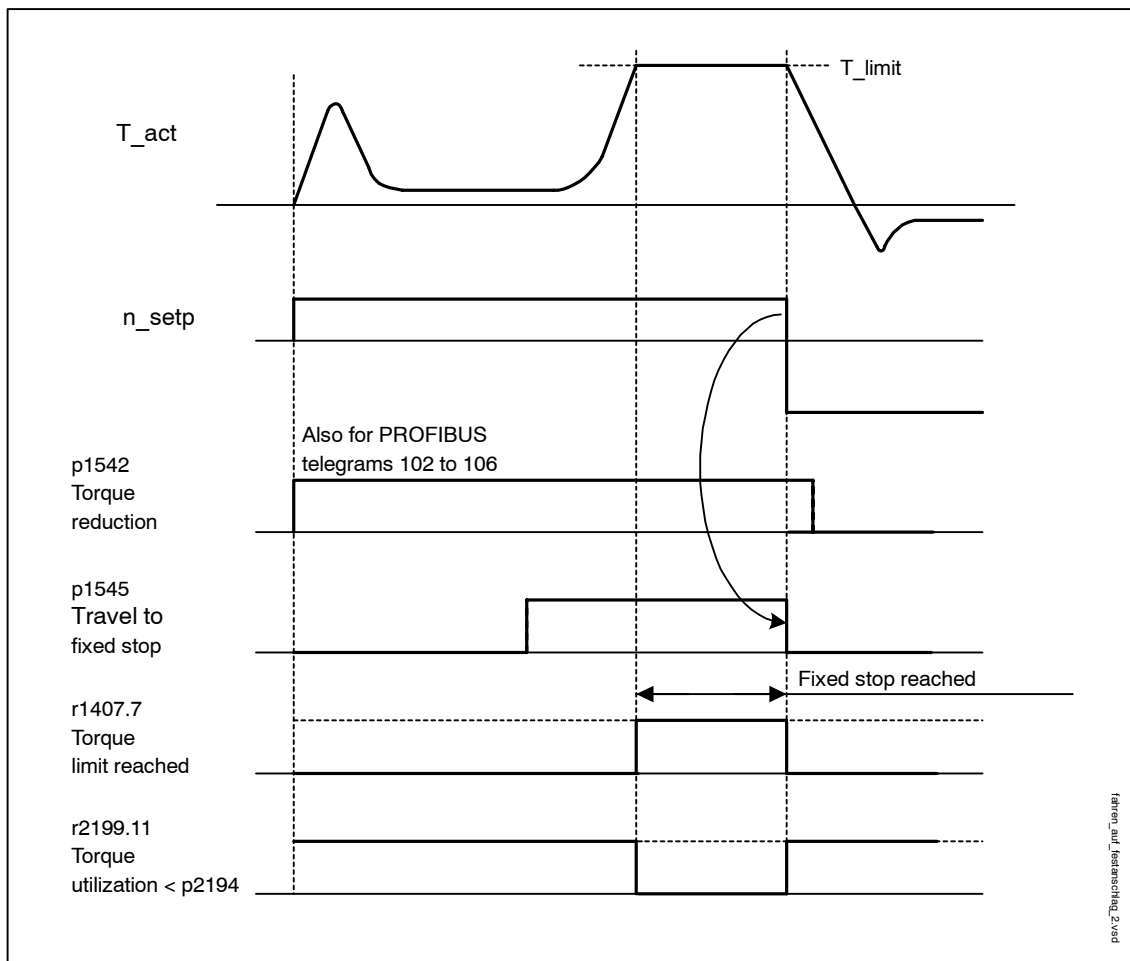 T_limit
T_act
n_setp
Also for PROFIBUS
telegrams 102 to 106
p1542
Torque
reduction
p1545
Travel to
fixed stop
Fixed stop reached
r1407.7
Torque
limit reached
r2199.11
Torque
utilization < p2194
fahren_auf_festanschlag_2.vsd